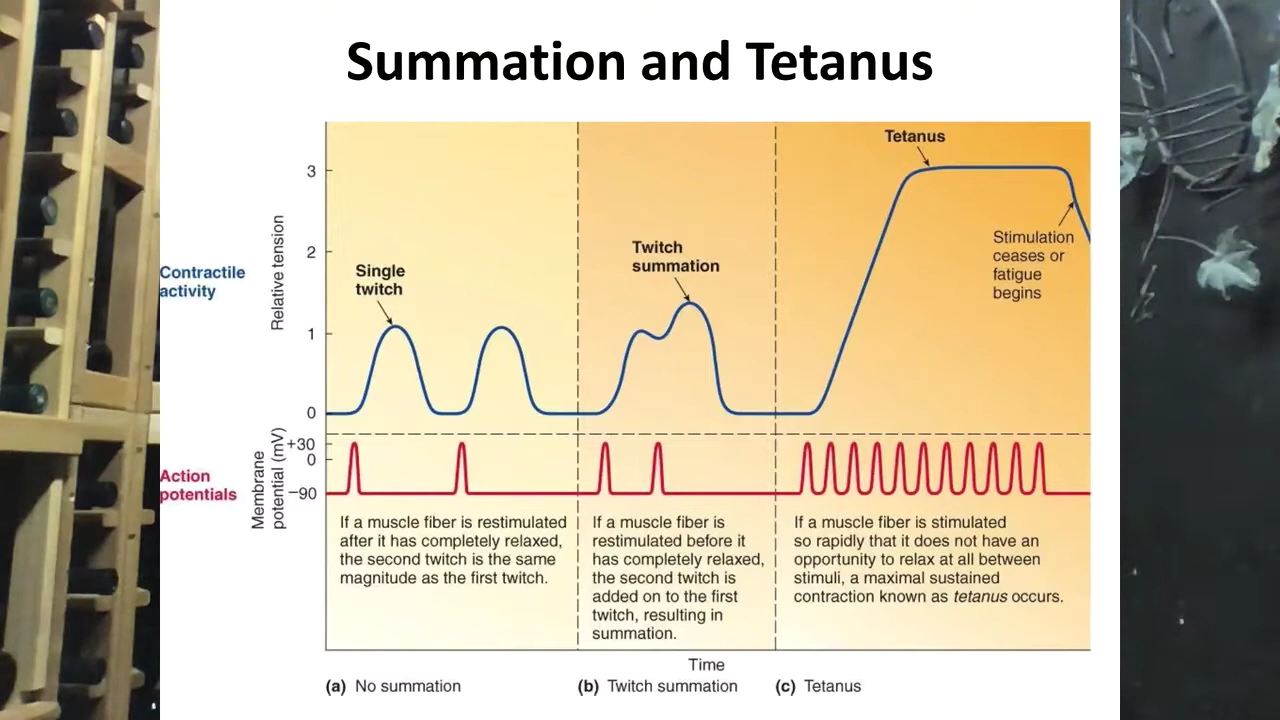 Summation and Tetanus
Tetanus
3
Stimulation
ceases or
fatigue
begins
Twitch
summation
2
Relative tension
Contractile
activity
Single
twitch
1
0
Membrane
potential (mV)
+30
0
−90
Action
potentials
If a muscle fiber is restimulated
after it has completely relaxed,
the second twitch is the same
magnitude as the first twitch.
If a muscle fiber is
restimulated before it
has completely relaxed,
the second twitch is
added on to the first
twitch, resulting in
summation.
If a muscle fiber is stimulated
so rapidly that it does not have an
opportunity to relax at all between
stimuli, a maximal sustained
contraction known as tetanus occurs.
Time
(a) No summation
(b) Twitch summation
(c) Tetanus